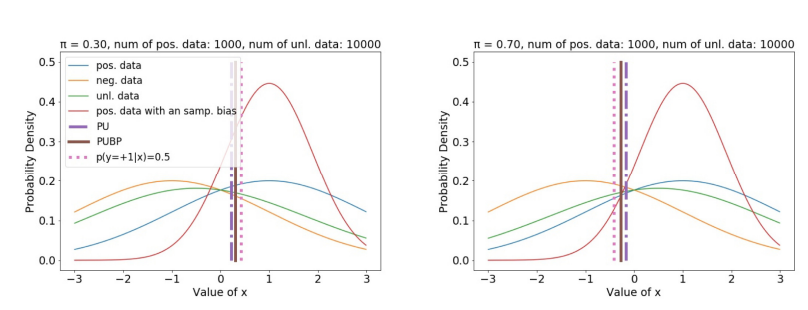 π = 0.30, num of pos. data: 1000, num of unl. data: 10000
pos. data
neg. data
unl. data
pos. data with an samp. bias
PU
PUBP
p(y=+1|x)=0.5
Probability Density
0.5
0.4
0.3
0.2
0.1
0.0
−3 −2 −1 0 1 2 3
Value of x
π = 0.70, num of pos. data: 1000, num of unl. data: 10000
Probability Density
0.5
0.4
0.3
0.2
0.1
0.0
−3 −2 −1 0 1 2 3
Value of x